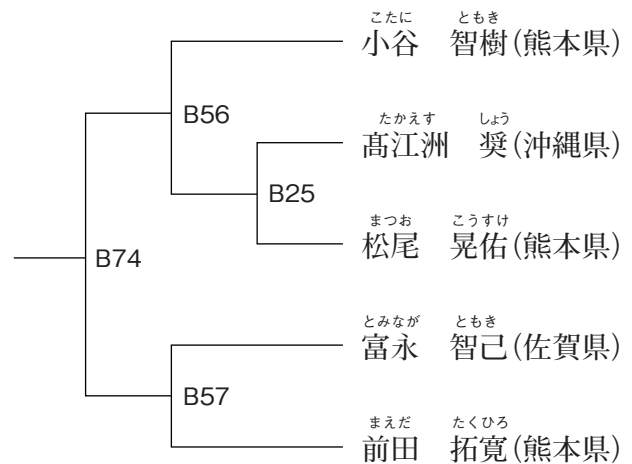 こたに ともき
小谷 智樹(熊本県)
B56
たかえす しょう
髙江洲 奨(沖縄県)
B25
まつお こうすけ
松尾 晃佑(熊本県)
B74
とみなが ともき
富永 智己(佐賀県)
B57
まえだ たくひろ
前田 拓寛(熊本県)